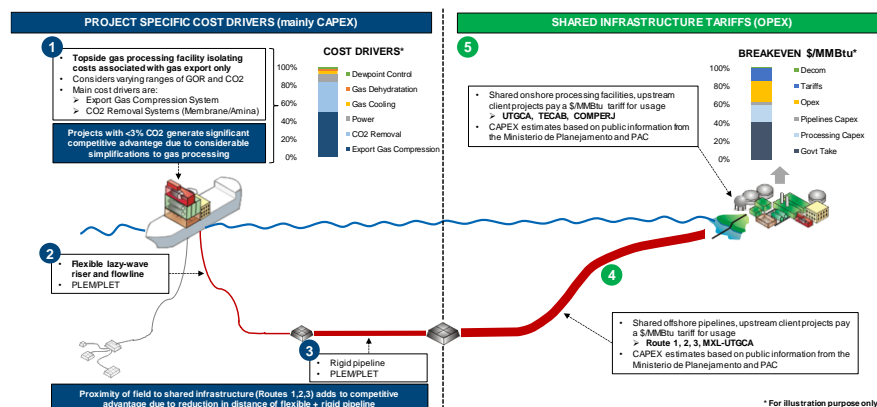 PROJECT SPECIFIC COST DRIVERS (mainly CAPEX)
1
• Topside gas processing facility isolating
costs associated with gas export only
• Considers varying ranges of GOR and CO2
• Main cost drivers are:
➢ Export Gas Compression System
➢ CO2 Removal Systems (Membrane/Amina)
Projects with <3% CO2 generate significant
competitive advantege due to considerable
simplifications to gas processing
COST DRIVERS*
100%
80%
60%
40%
20%
0%
Dewpoint Control
Gas Dehydratation
Gas Cooling
Power
CO2 Removal
Export Gas Compression
2
• Flexible lazy-wave
riser and flowline
• PLEM/PLET
3
• Rigid pipeline
• PLEM/PLET
Proximity of field to shared infrastructure (Routes 1,2,3) adds to competitive
advantage due to reduction in distance of flexible + rigid pipeline
SHARED INFRASTRUCTURE TARIFFS (OPEX)
5
• Shared onshore processing facilities, upstream
client projects pay a $/MMBtu tariff for usage
➢ UTGCA, TECAB, COMPERJ
• CAPEX estimates based on public information from
the Ministerio de Planejamento and PAC
BREAKEVEN $/MMBtu*
100%
80%
60%
40%
20%
0%
Decom
Tariffs
Opex
Pipelines Capex
Processing Capex
Govt Take
4
• Shared offshore pipelines, upstream client projects pay
a $/MMBtu tariff for usage
➢ Route 1, 2, 3, MXL-UTGCA
• CAPEX estimates based on public information from the
Ministerio de Planejamento and PAC
* For illustration purpose only